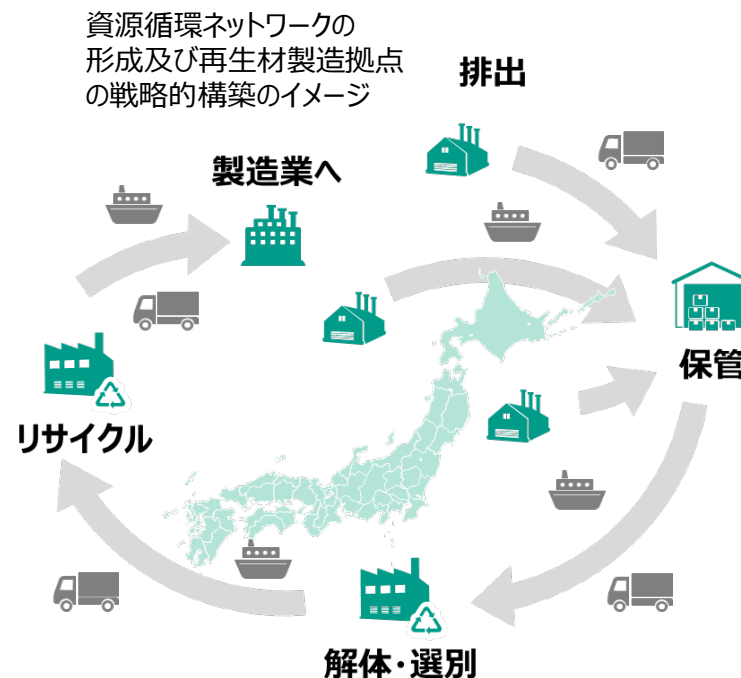 資源循環ネットワークの
形成及び再生材製造拠点
の戦略的構築のイメージ
排出
製造業へ
保管
リサイクル
解体・選別